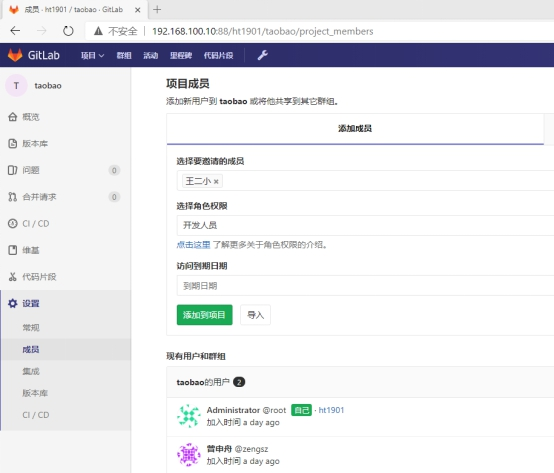 成员 · ht1901 / taobao · GitLab
不安全 192.168.100.10:88/ht1901/taobao/project_members
GitLab 项目 群组 活动 里程碑 代码片段
T taobao
概览
版本库
问题 0
合并请求 0
CI / CD
维基
代码片段
设置
常规
成员
集成
版本库
CI / CD
项目成员
添加新用户到 taobao 或将他共享到其它群组。
添加成员
选择要邀请的成员
王二小
选择角色权限
开发人员
点击这里 了解更多关于角色权限的介绍。
访问到期日期
到期日期
添加到项目 导入
现有用户和群组
taobao的用户 2
Administrator @root 自己 · ht1901
加入时间 a day ago
曾申舟 @zengsz
加入时间 a day ago